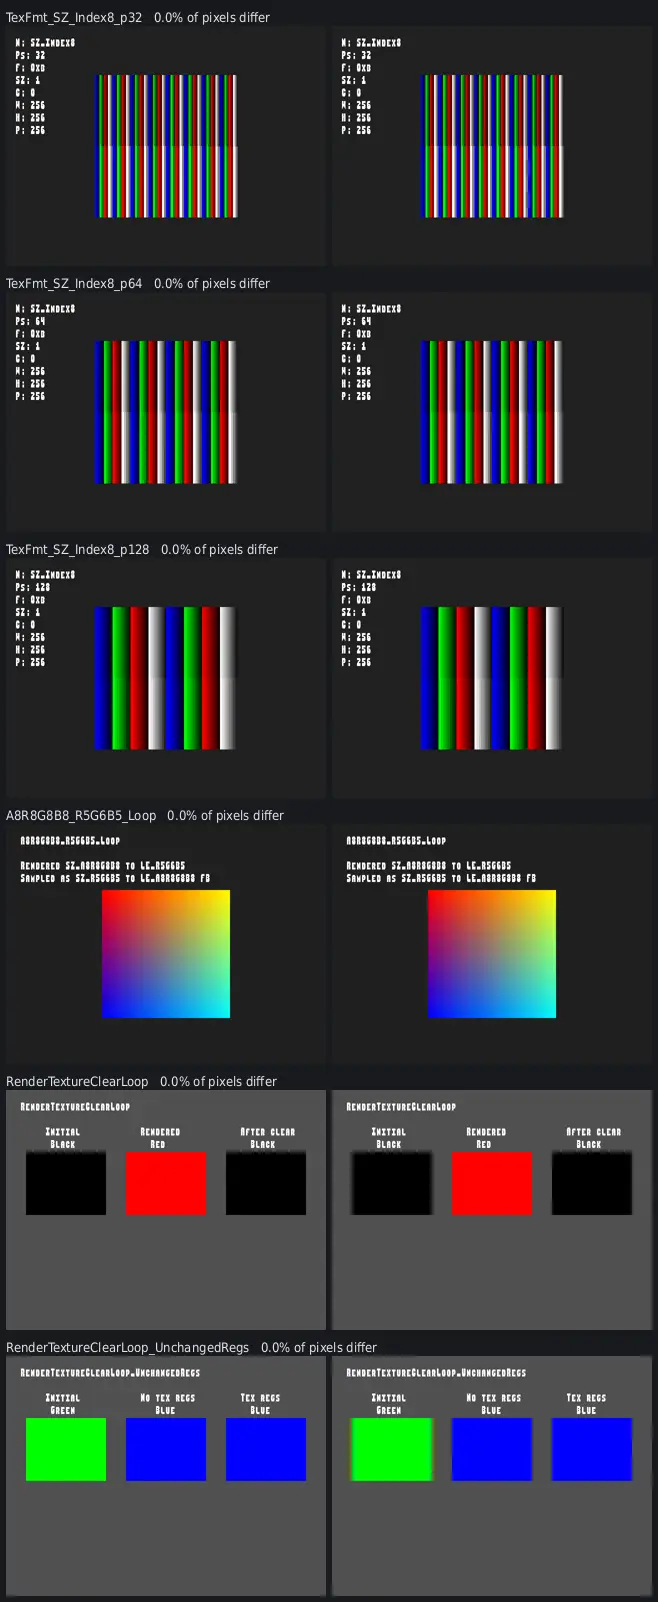 TexFmt_SZ_Index8_p32   0.0% of pixels differ
N: SZ_Index8
Ps: 32
F: 0xb
SZ: 1
C: 0
W: 256
H: 256
P: 256
N: SZ_Index8
Ps: 32
F: 0xb
SZ: 1
C: 0
W: 256
H: 256
P: 256
TexFmt_SZ_Index8_p64   0.0% of pixels differ
N: SZ_Index8
Ps: 64
F: 0xb
SZ: 1
C: 0
W: 256
H: 256
P: 256
N: SZ_Index8
Ps: 64
F: 0xb
SZ: 1
C: 0
W: 256
H: 256
P: 256
TexFmt_SZ_Index8_p128   0.0% of pixels differ
N: SZ_Index8
Ps: 128
F: 0xb
SZ: 1
C: 0
W: 256
H: 256
P: 256
N: SZ_Index8
Ps: 128
F: 0xb
SZ: 1
C: 0
W: 256
H: 256
P: 256
A8R8G8B8_R5G6B5_Loop   0.0% of pixels differ
A8R8G8B8_R5G6B5_Loop
Rendered SZ_A8R8G8B8 to LE_R5G6B5
Sampled as SZ_R5G6B5 to LE_A8R8G8B8 FB
A8R8G8B8_R5G6B5_Loop
Rendered SZ_A8R8G8B8 to LE_R5G6B5
Sampled as SZ_R5G6B5 to LE_A8R8G8B8 FB
RenderTextureClearLoop   0.0% of pixels differ
RenderTextureClearLoop
Initial Black
Rendered Red
After clear Black
RenderTextureClearLoop
Initial Black
Rendered Red
After clear Black
RenderTextureClearLoop_UnchangedRegs   0.0% of pixels differ
RenderTextureClearLoop_UnchangedRegs
Initial Green
No tex regs Blue
Tex regs Blue
RenderTextureClearLoop_UnchangedRegs
Initial Green
No tex regs Blue
Tex regs Blue